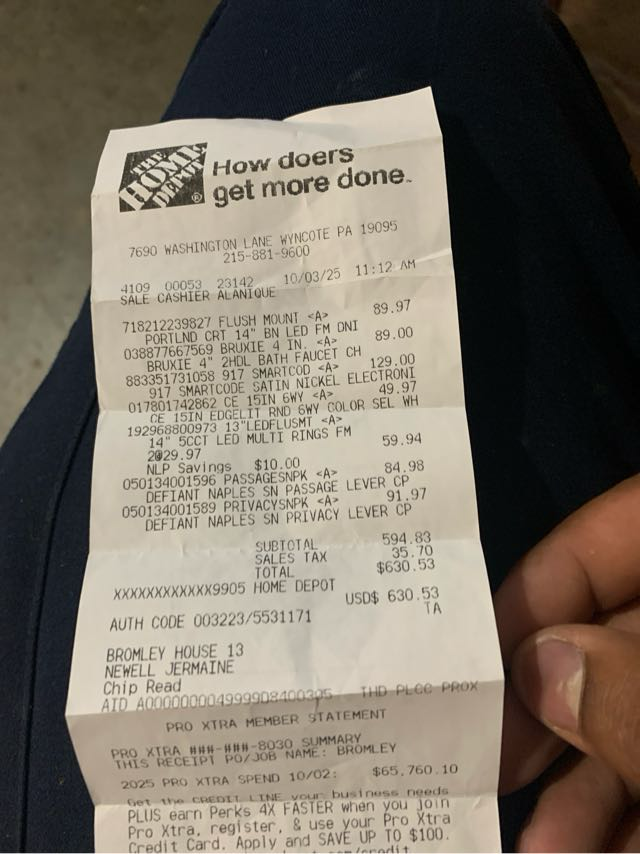 THE HOME DEPOT ®
How doers
get more done.
7690 WASHINGTON LANE WYNCOTE PA 19095
215-881-9600
4109 00053 23142 10/03/25 11:12 AM
SALE CASHIER ALANIQUE
718212239827 FLUSH MOUNT <A> 89.97
PORTLND CRT 14" BN LED FM DNI
038877667569 BRUXIE 4 IN. <A> 89.00
BRUXIE 4" 2HDL BATH FAUCET CH
883351731058 917 SMARTCOD <A> 129.00
917 SMARTCODE SATIN NICKEL ELECTRONI
017801742862 CE 15IN 6WY <A> 49.97
CE 15IN EDGELIT RND 6WY COLOR SEL WH
192968800973 13"LEDFLUSMT <A>
14" 5CCT LED MULTI RINGS FM
2@29.97 59.94
NLP Savings $10.00
050134001596 PASSAGESNPK <A> 84.98
DEFIANT NAPLES SN PASSAGE LEVER CP
050134001589 PRIVACYSNPK <A> 91.97
DEFIANT NAPLES SN PRIVACY LEVER CP
SUBTOTAL 594.83
SALES TAX 35.70
TOTAL $630.53
XXXXXXXXXXXX9905 HOME DEPOT
USD$ 630.53
AUTH CODE 003223/5531171 TA
BROMLEY HOUSE 13
NEWELL JERMAINE
Chip Read
AID A000000004999908400305 THD PLCC PROX
PRO XTRA MEMBER STATEMENT
PRO XTRA ###-###-8030 SUMMARY
THIS RECEIPT PO/JOB NAME: BROMLEY
2025 PRO XTRA SPEND 10/02: $65,760.10
Get the CREDIT LINE your business needs
PLUS earn Perks 4X FASTER when you join
Pro Xtra, register, & use your Pro Xtra
Credit Card. Apply and SAVE UP TO $100.